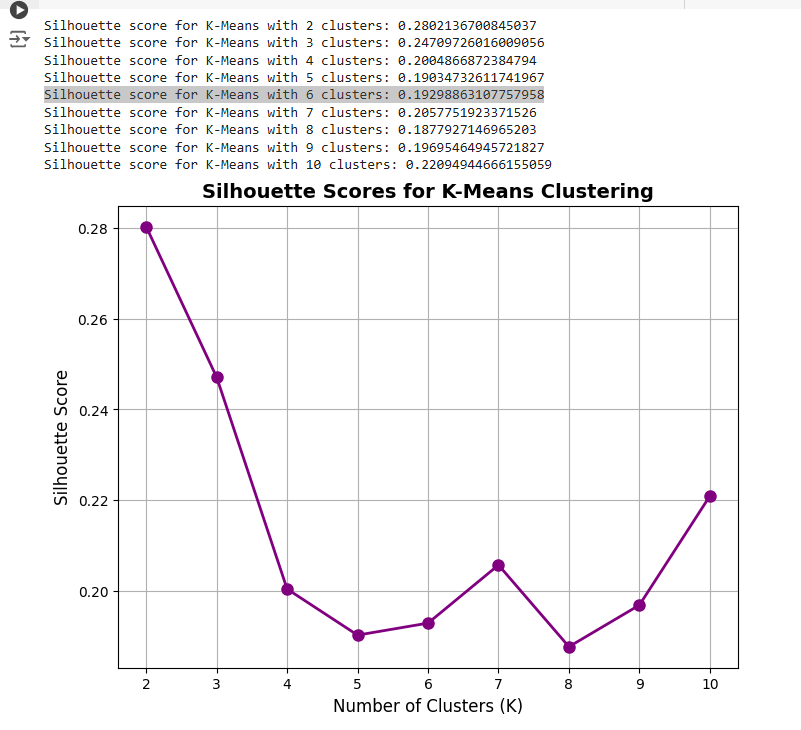 Silhouette score for K-Means with 2 clusters: 0.2802136700845037
Silhouette score for K-Means with 3 clusters: 0.24709726016009056
Silhouette score for K-Means with 4 clusters: 0.2004866872384794
Silhouette score for K-Means with 5 clusters: 0.19034732611741967
Silhouette score for K-Means with 6 clusters: 0.19298863107757958
Silhouette score for K-Means with 7 clusters: 0.2057751923371526
Silhouette score for K-Means with 8 clusters: 0.1877927146965203
Silhouette score for K-Means with 9 clusters: 0.19695464945721827
Silhouette score for K-Means with 10 clusters: 0.22094944666155059
Silhouette Scores for K-Means Clustering
Silhouette Score
0.28
0.26
0.24
0.22
0.20
2 3 4 5 6 7 8 9 10
Number of Clusters (K)